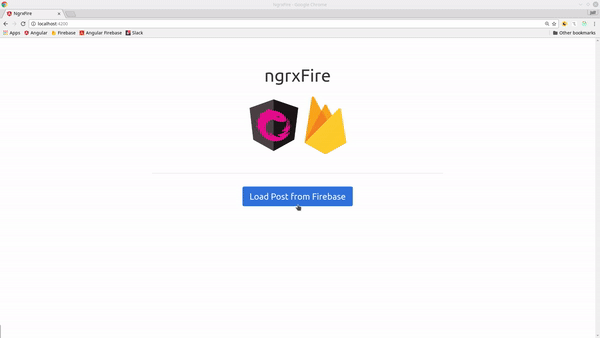 NgrxFire - Google Chrome
NgrxFire
localhost:4200
Apps Angular Firebase Angular Firebase Slack Other bookmarks
ngrxFire
Load Post from Firebase